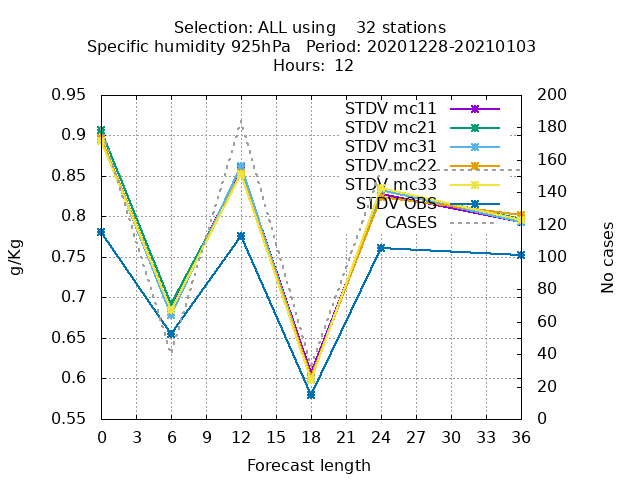 Selection: ALL using    32 stations
Specific humidity 925hPa   Period: 20201228-20210103
Hours:  12
0.95
0.9
0.85
0.8
0.75
0.7
0.65
0.6
0.55
g/Kg
STDV mc11
STDV mc21
STDV mc31
STDV mc22
STDV mc33
STDV OBS
CASES
200
180
160
140
120
100
80
60
40
20
0
No cases
0 3 6 9 12 15 18 21 24 27 30 33 36
Forecast length